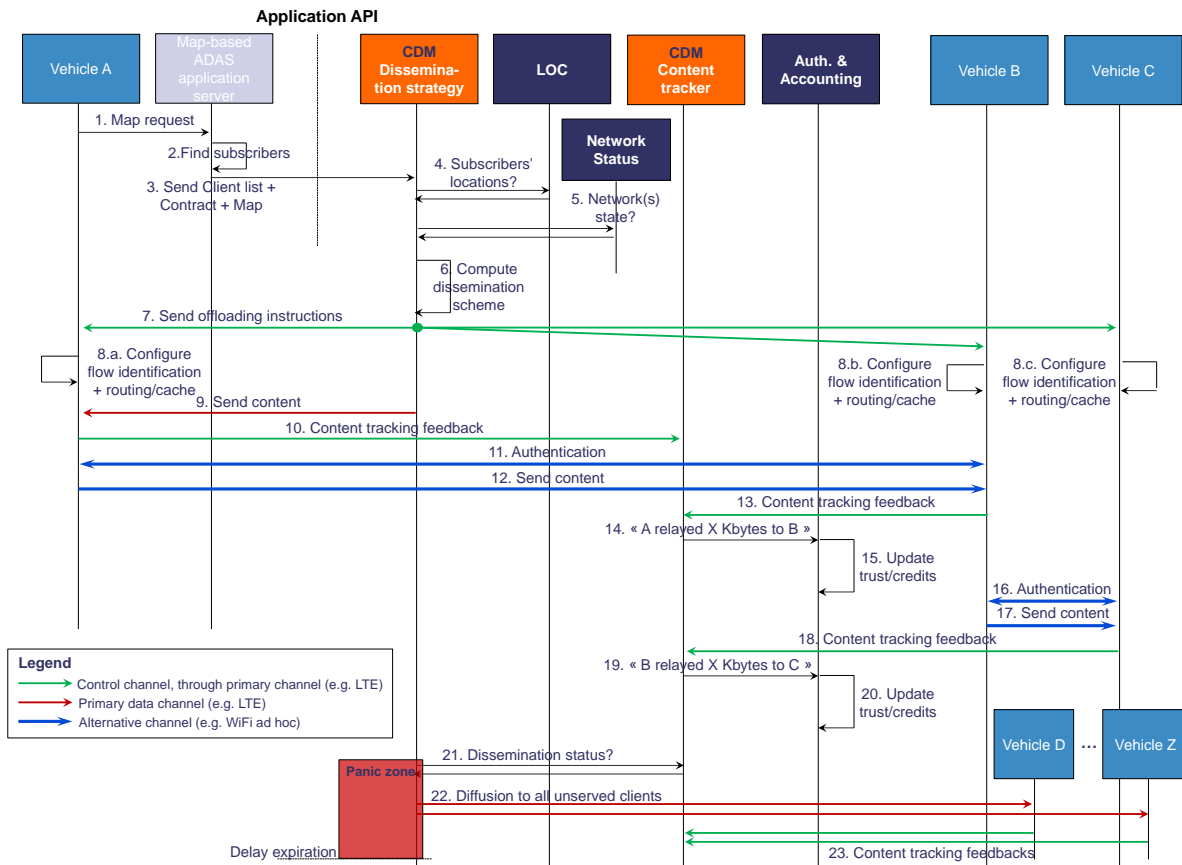 Application API
Vehicle A
Map-based
ADAS
application
server
CDM
Dissemina-
tion strategy
LOC
CDM
Content
tracker
Auth. &
Accounting
Vehicle B
Vehicle C
1. Map request
2.Find subscribers
3. Send Client list +
Contract + Map
4. Subscribers'
locations?
Network
Status
5. Network(s)
state?
6. Compute
dissemination
scheme
7. Send offloading instructions
8.a. Configure
flow identification
+ routing/cache
8.b. Configure
flow identification
+ routing/cache
8.c. Configure
flow identification
+ routing/cache
9. Send content
10. Content tracking feedback
11. Authentication
12. Send content
13. Content tracking feedback
14. « A relayed X Kbytes to B »
15. Update
trust/credits
16. Authentication
17. Send content
18. Content tracking feedback
19. « B relayed X Kbytes to C »
20. Update
trust/credits
Legend
Control channel, through primary channel (e.g. LTE)
Primary data channel (e.g. LTE)
Alternative channel (e.g. WiFi ad hoc)
Vehicle D
...
Vehicle Z
21. Dissemination status?
Panic zone
22. Diffusion to all unserved clients
Delay expiration
23. Content tracking feedbacks